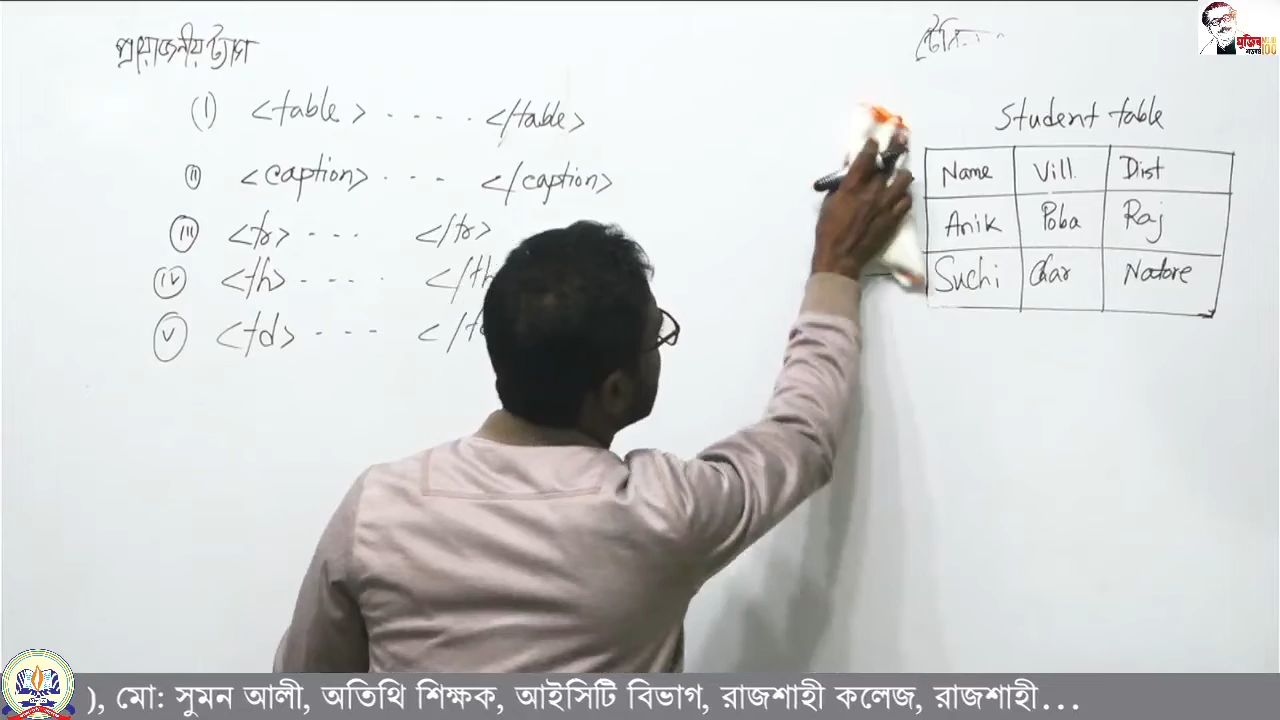 প্রয়োজনীয় ট্যাগ
(i) <table> . . . . </table>
(ii) <caption> . . . </caption>
(iii) <tr> . . . </tr>
(iv) <th> . . . . </th
(v) <td> . . . .
Student table
Name Vill. Dist
Anik Poba Raj
Suchi Char Natore
মুজিব 100
), মো: সুমন আলী, অতিথি শিক্ষক, আইসিটি বিভাগ, রাজশাহী কলেজ, রাজশাহী...